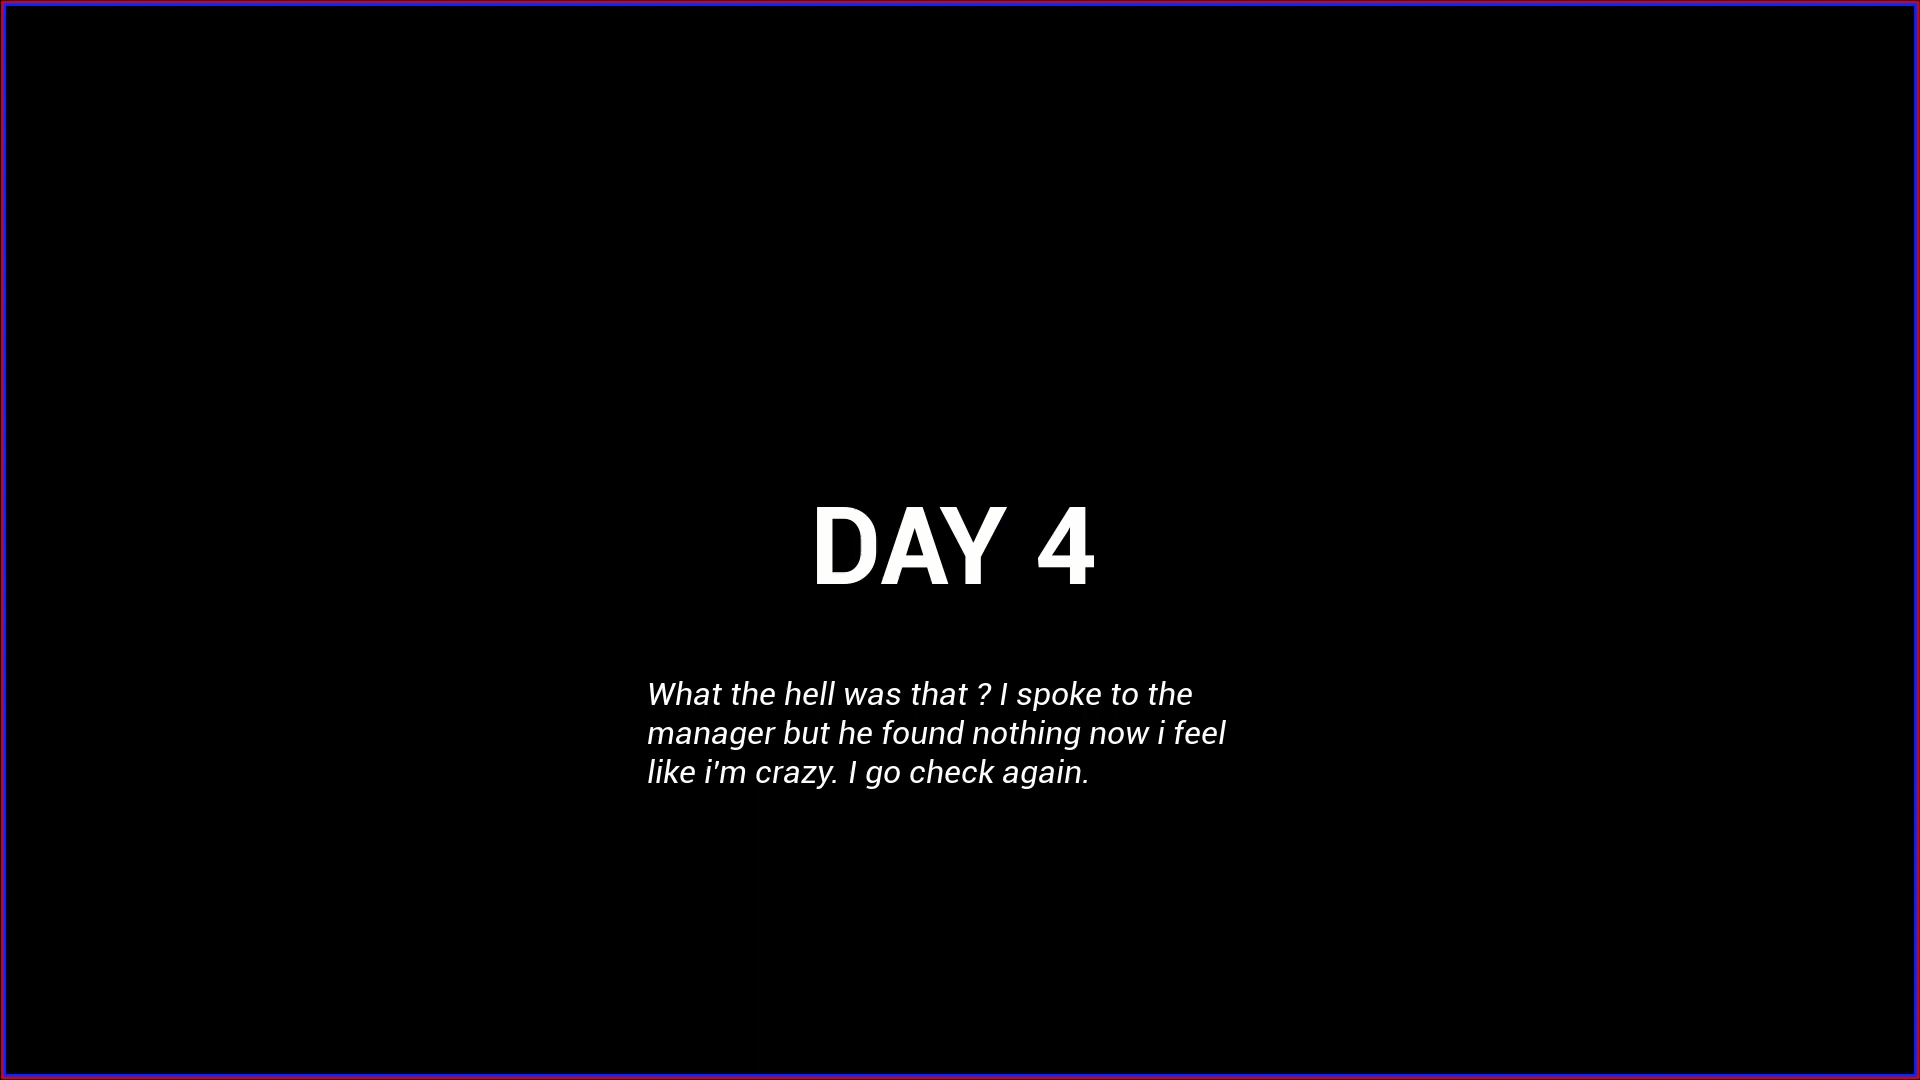 DAY 4
What the hell was that ? I spoke to the
manager but he found nothing now i feel
like i'm crazy. I go check again.